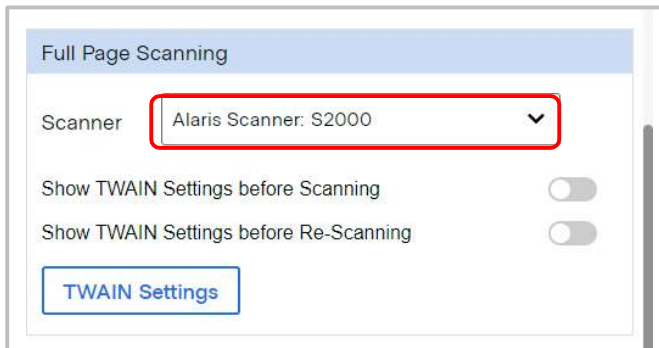 Full Page Scanning
Scanner Alaris Scanner: S2000
Show TWAIN Settings before Scanning
Show TWAIN Settings before Re-Scanning
TWAIN Settings